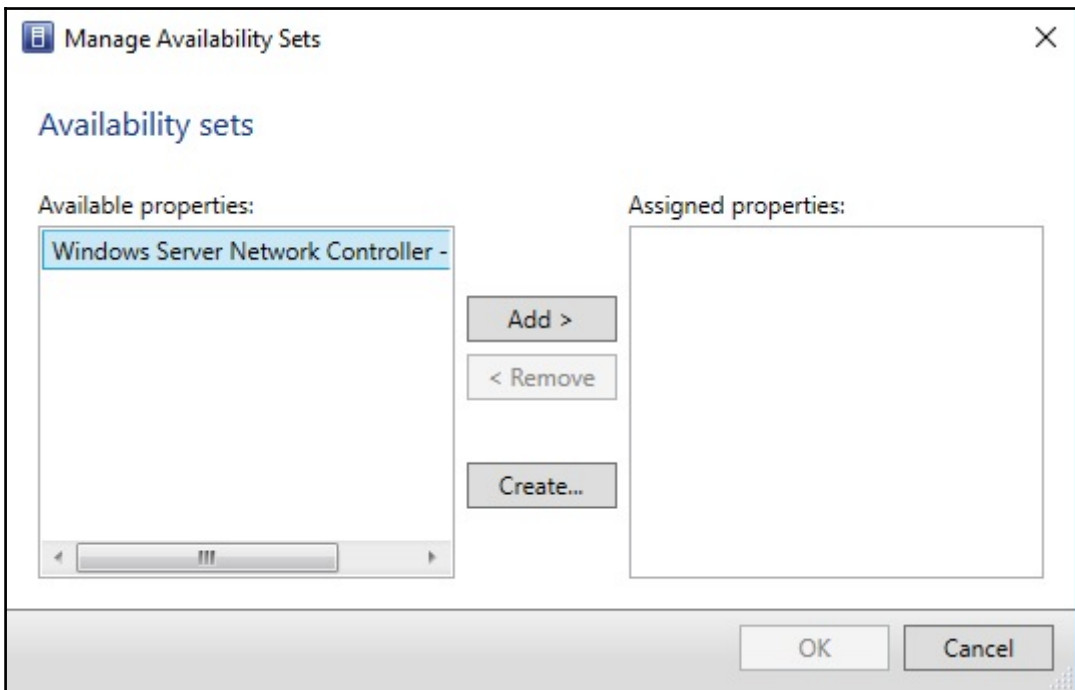 Manage Availability Sets
Availability sets
Available properties:
Assigned properties:
Windows Server Network Controller -
Add >
< Remove
Create...
OK
Cancel